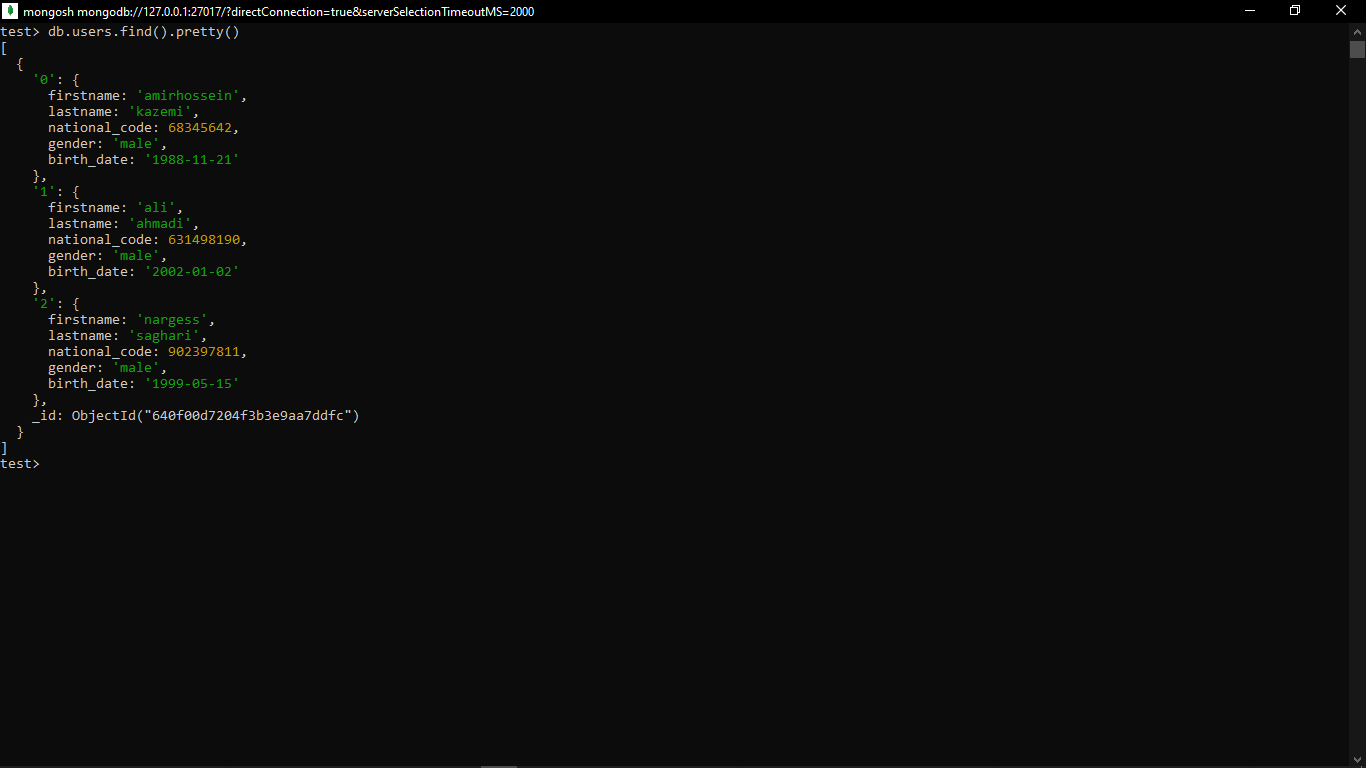 mongosh mongodb://127.0.0.1:27017/?directConnection=true&serverSelectionTimeoutMS=2000
test> db.users.find().pretty()
[
  {
    '0': {
      firstname: 'amirhossein',
      lastname: 'kazemi',
      national_code: 68345642,
      gender: 'male',
      birth_date: '1988-11-21'
    },
    '1': {
      firstname: 'ali',
      lastname: 'ahmadi',
      national_code: 631498190,
      gender: 'male',
      birth_date: '2002-01-02'
    },
    '2': {
      firstname: 'nargess',
      lastname: 'saghari',
      national_code: 902397811,
      gender: 'male',
      birth_date: '1999-05-15'
    },
    _id: ObjectId("640f00d7204f3b3e9aa7ddfc")
  }
]
test>